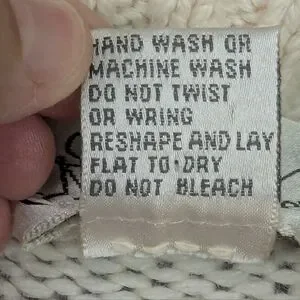 HAND WASH OR
MACHINE WASH
DO NOT TWIST
OR WRING
RESHAPE AND LAY
FLAT TO·DRY
DO NOT BLEACH